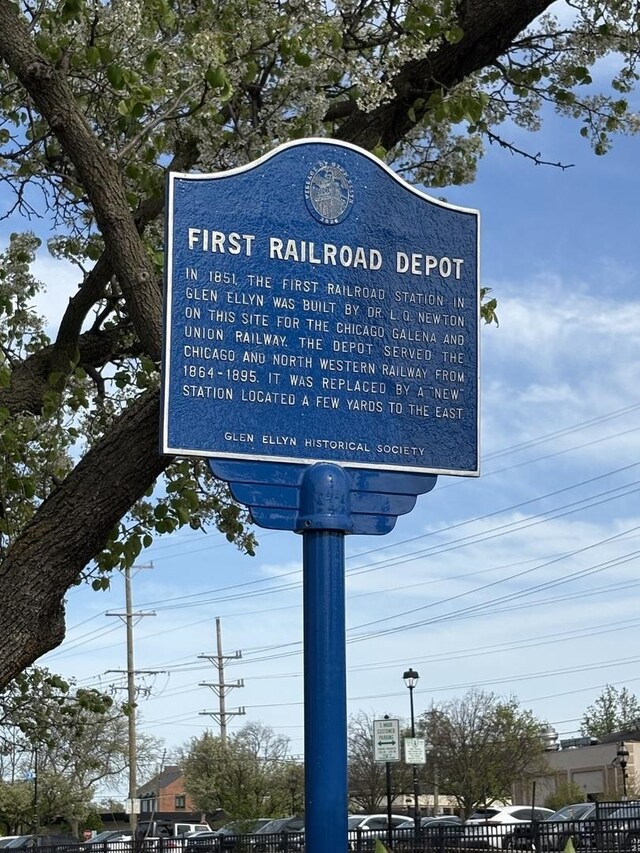 FIRST RAILROAD DEPOT
IN 1851, THE FIRST RAILROAD STATION IN
GLEN ELLYN WAS BUILT BY DR. L.Q. NEWTON
ON THIS SITE FOR THE CHICAGO GALENA AND
UNION RAILWAY. THE DEPOT SERVED THE
CHICAGO AND NORTH WESTERN RAILWAY FROM
1864-1895. IT WAS REPLACED BY A "NEW"
STATION LOCATED A FEW YARDS TO THE EAST.
GLEN ELLYN HISTORICAL SOCIETY
CUSTOMER
PARKING